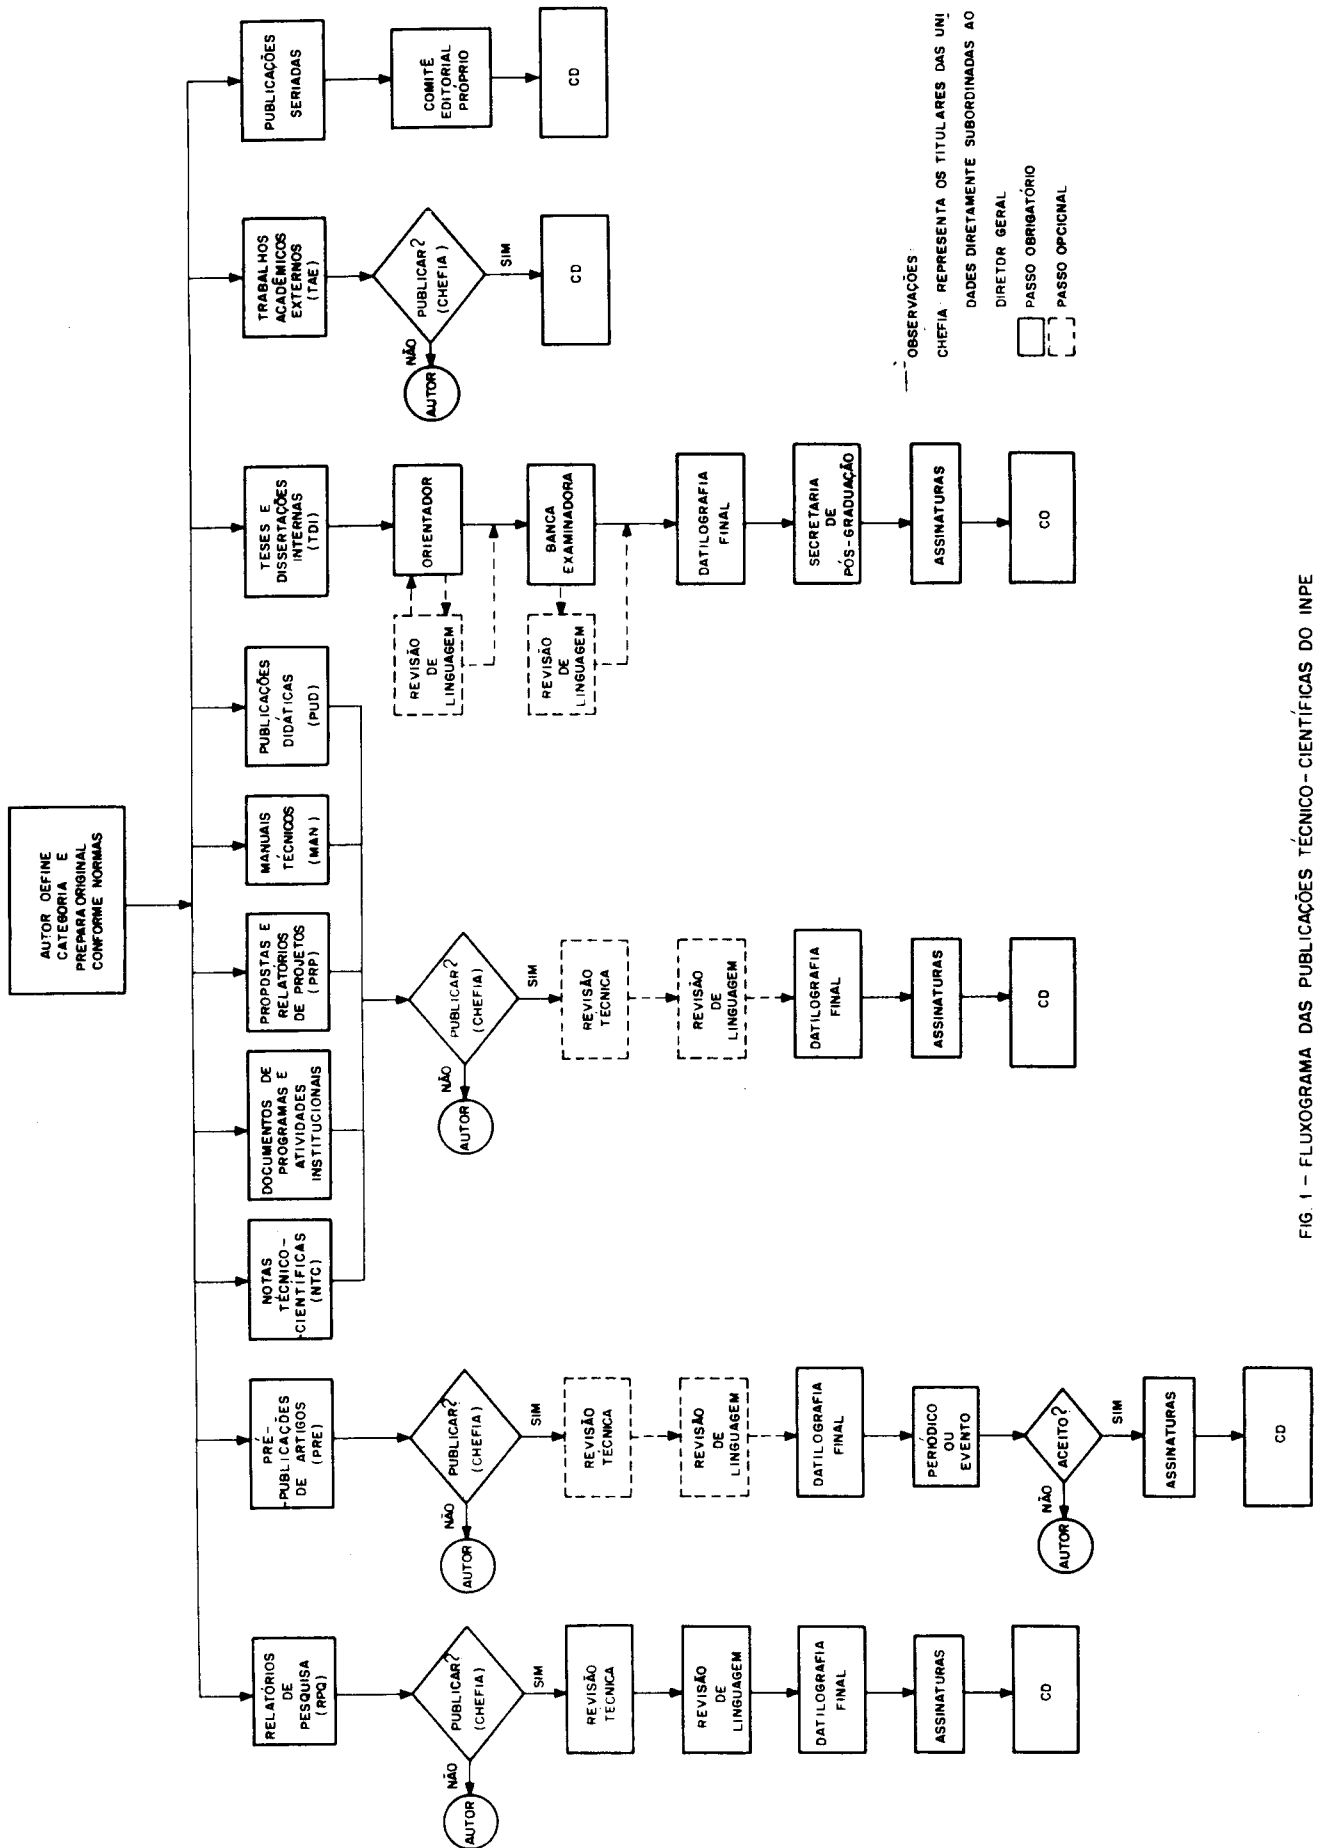 AUTOR DEFINE
CATEGORIA E
PREPARA ORIGINAL
CONFORME NORMAS
RELATÓRIOS
DE
PESQUISA
(RPQ)
PUBLICAR?
(CHEFIA)
NÃO
AUTOR
SIM
REVISÃO
TÉCNICA
REVISÃO
DE
LINGUAGEM
DATILOGRAFIA
FINAL
ASSINATURAS
CD
PRÉ-
PUBLICAÇÕES
DE ARTIGOS
(PRE)
PUBLICAR?
(CHEFIA)
NÃO
AUTOR
SIM
REVISÃO
TÉCNICA
REVISÃO
DE
LINGUAGEM
DATILOGRAFIA
FINAL
PERIÓDICO
OU
EVENTO
ACEITO?
NÃO
AUTOR
SIM
ASSINATURAS
CD
NOTAS
TÉCNICO-
CIENTÍFICAS
(NTC)
DOCUMENTOS DE
PROGRAMAS E
ATIVIDADES
INSTITUCIONAIS
PROPOSTAS E
RELATÓRIOS
DE PROJETOS
(PRP)
MANUAIS
TÉCNICOS
(MAN)
PUBLICAÇÕES
DIDÁTICAS
(PUD)
PUBLICAR?
(CHEFIA)
NÃO
AUTOR
SIM
REVISÃO
TÉCNICA
REVISÃO
DE
LINGUAGEM
DATILOGRAFIA
FINAL
ASSINATURAS
CD
TESES E
DISSERTAÇÕES
INTERNAS
(TDI)
ORIENTADOR
REVISÃO
DE
LINGUAGEM
BANCA
EXAMINADORA
REVISÃO
DE
LINGUAGEM
DATILOGRAFIA
FINAL
SECRETARIA
DE
PÓS-GRADUAÇÃO
ASSINATURAS
CO
TRABALHOS
ACADÊMICOS
EXTERNOS
(TAE)
PUBLICAR?
(CHEFIA)
NÃO
AUTOR
SIM
CD
PUBLICAÇÕES
SERIADAS
COMITÊ
EDITORIAL
PRÓPRIO
CD
OBSERVAÇÕES:
CHEFIA: REPRESENTA OS TITULARES DAS UNI_
DADES DIRETAMENTE SUBORDINADAS AO
DIRETOR GERAL
PASSO OBRIGATÓRIO
PASSO OPCICNAL
FIG. 1 - FLUXOGRAMA DAS PUBLICAÇÕES TÉCNICO-CIENTÍFICAS DO INPE